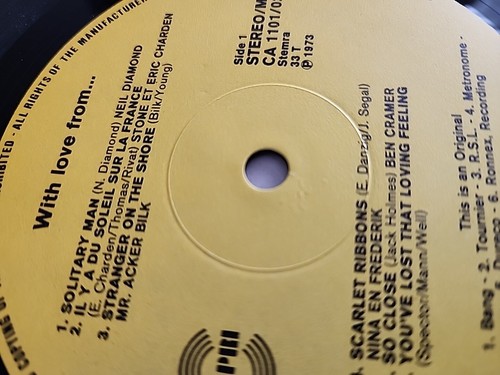 ALL RIGHTS OF THE MANUFACTURER
With love from...
Side 1
STEREO/M
CA 1101/02
Stemra
33 T
℗ 1973
1. SOLITARY MAN (N. Diamond) NEIL DIAMOND
2. IL Y A DU SOLEIL SUR LA FRANCE
(E. Charden/Thomas/Rivat) STONE ET ERIC CHARDEN
3. STRANGER ON THE SHORE (Bilk/Young)
MR. ACKER BILK
SCARLET RIBBONS (E. Danzig/J. Segal)
NINA EN FREDERIK
SO CLOSE (Jack Holmes) BEN CRAMER
YOU'VE LOST THAT LOVING FEELING
(Spector/Mann/Weil)
This is an Original
Recording of:
1. Bang - 2. Tournier - 3. R.S.L. - 4. Metronome -
6. Ronnex, Recording